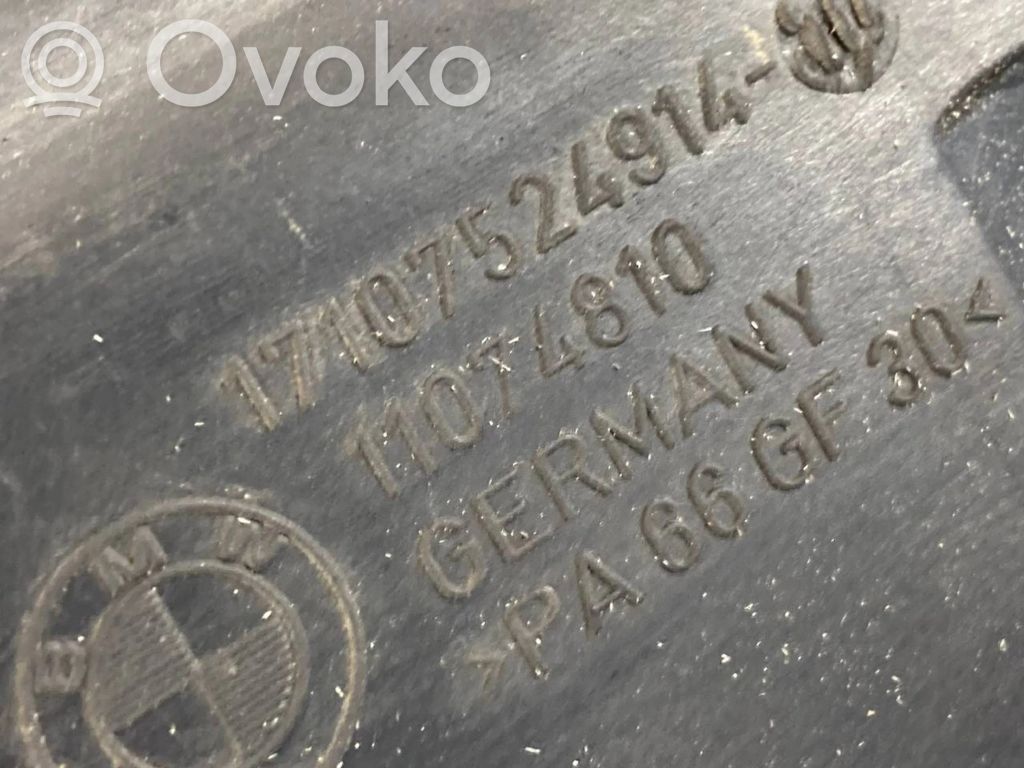 Ovoko
17107524914-
11074810
GERMANY
>PA 66 GF 30<
BMW